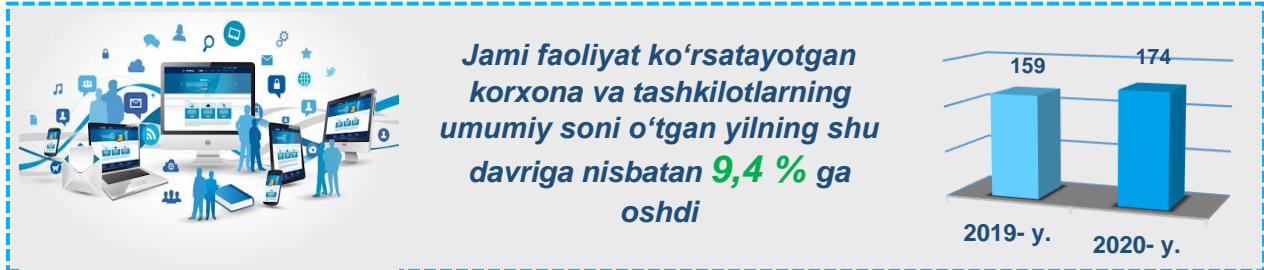 Jami faoliyat ko‘rsatayotgan
korxona va tashkilotlarning
umumiy soni o‘tgan yilning shu
davriga nisbatan 9,4 % ga
oshdi
159
174
2019- y.
2020- y.